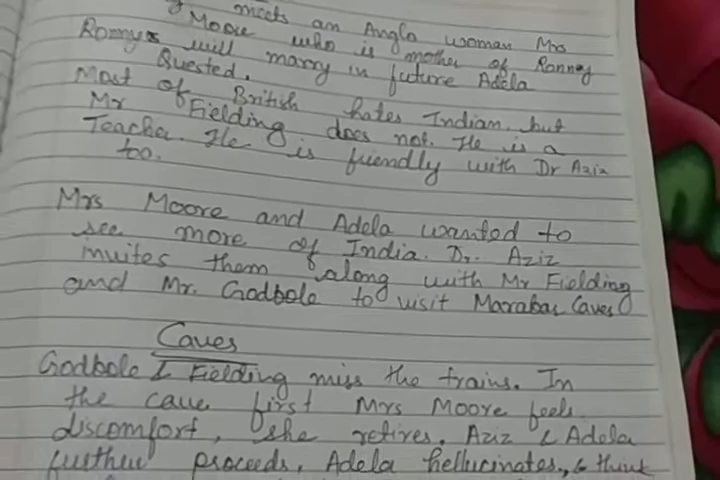 meets an Anglo woman Mrs
Moore who is mother of Ronney
Ronnys will marry in future Adela
Quested.
Most of British hates Indian, but
Mr Fielding does not. He is a
Teacher. He is friendly with Dr Aziz
too.
Mrs Moore and Adela wanted to
see more of India. Dr. Aziz
invites them along with Mr Fielding
and Mr. Godbole to visit Marabar Caves
Caves
Godbole & Fielding miss the trains. In
the cave first Mrs Moore feels
discomfort, she retires. Aziz & Adela
further proceeds. Adela hellucinates, & think